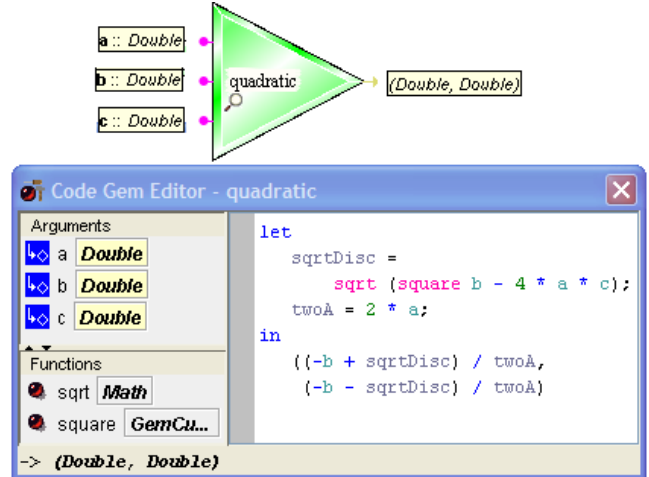 a :: Double
b :: Double
quadratic
(Double, Double)
c :: Double
Code Gem Editor - quadratic
Arguments
a Double
b Double
c Double
Functions
sqrt Math
square GemCu...
let
sqrtDisc =
sqrt (square b - 4 * a * c);
twoA = 2 * a;
in
((-b + sqrtDisc) / twoA,
(-b - sqrtDisc) / twoA)
-> (Double, Double)